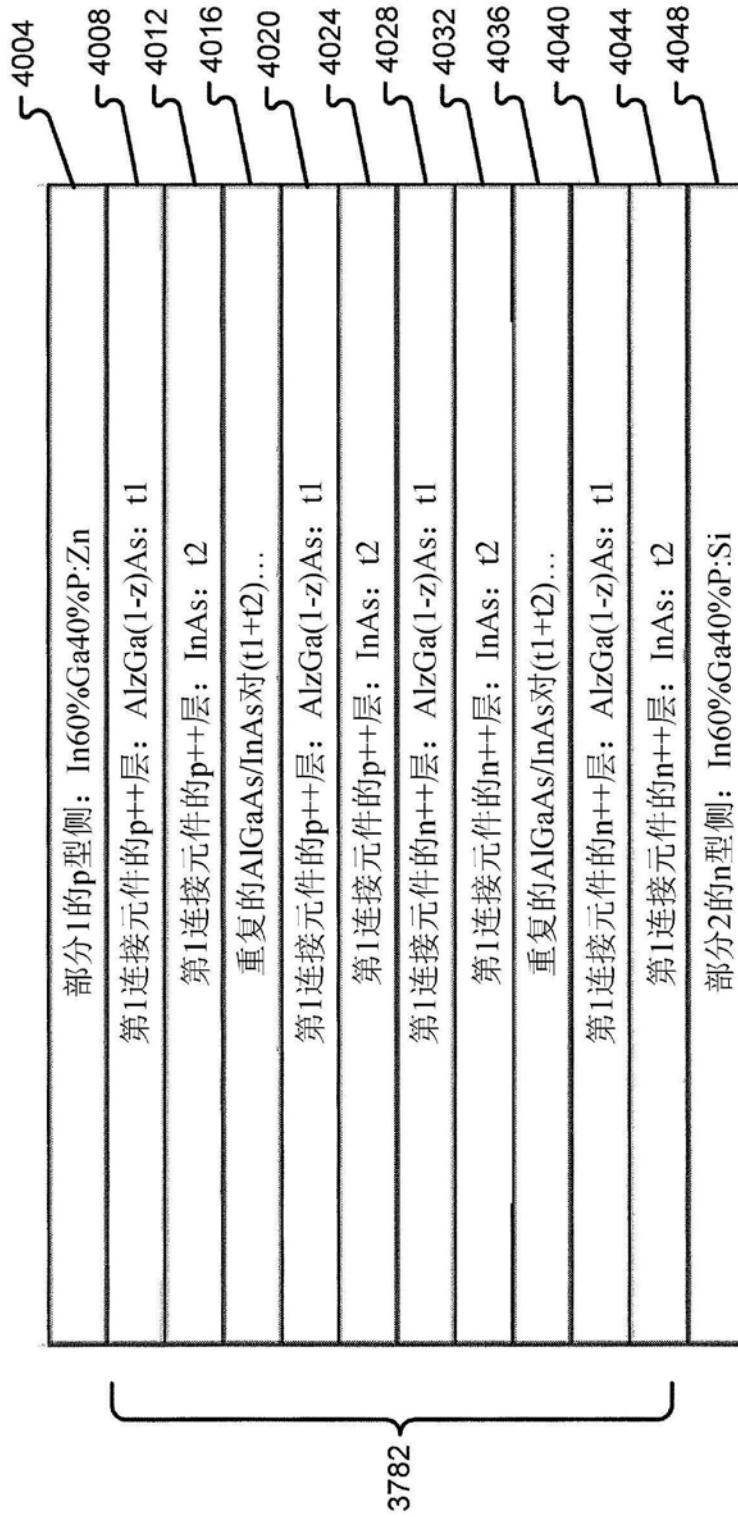 部分1的p型侧：In60%Ga40%P:Zn
4004
第1连接元件的p++层：AlzGa(1-z)As：t1
4008
第1连接元件的p++层：InAs：t2
4012
重复的AlGaAs/InAs对(t1+t2)…
4016
第1连接元件的p++层：AlzGa(1-z)As：t1
4020
第1连接元件的p++层：InAs：t2
4024
第1连接元件的n++层：AlzGa(1-z)As：t1
4028
第1连接元件的n++层：InAs：t2
4032
重复的AlGaAs/InAs对(t1+t2)…
4036
第1连接元件的n++层：AlzGa(1-z)As：t1
4040
第1连接元件的n++层：InAs：t2
4044
部分2的n型侧：In60%Ga40%P:Si
4048
3782